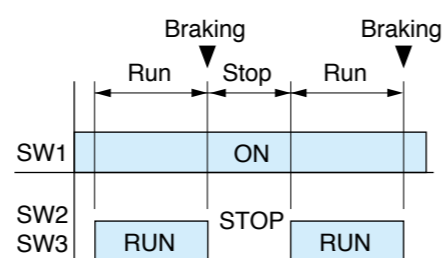 Braking Braking
Run Stop Run
SW1 ON
SW2 STOP
SW3 RUN RUN